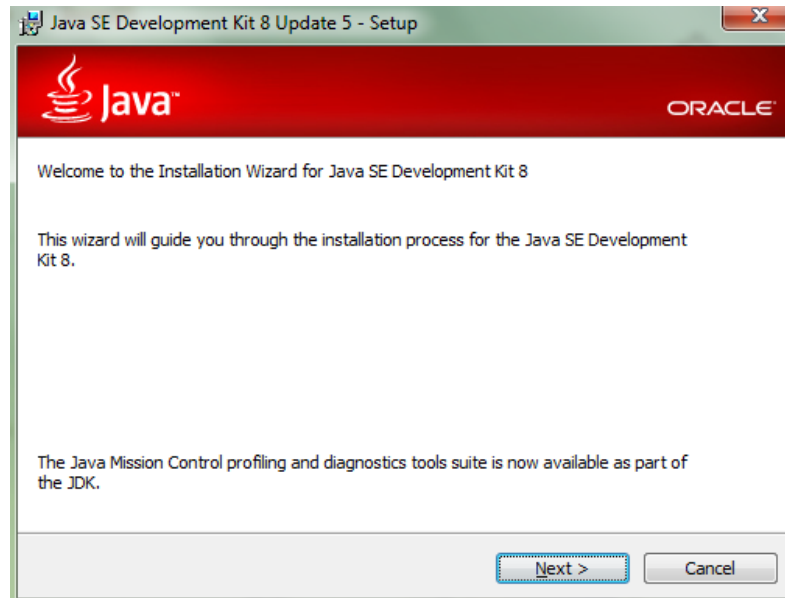 Java SE Development Kit 8 Update 5 - Setup
Java™
ORACLE
Welcome to the Installation Wizard for Java SE Development Kit 8
This wizard will guide you through the installation process for the Java SE Development
Kit 8.
The Java Mission Control profiling and diagnostics tools suite is now available as part of
the JDK.
Next >
Cancel